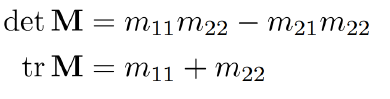 det M = m₁₁m₂₂ − m₂₁m₂₂
tr M = m₁₁ + m₂₂